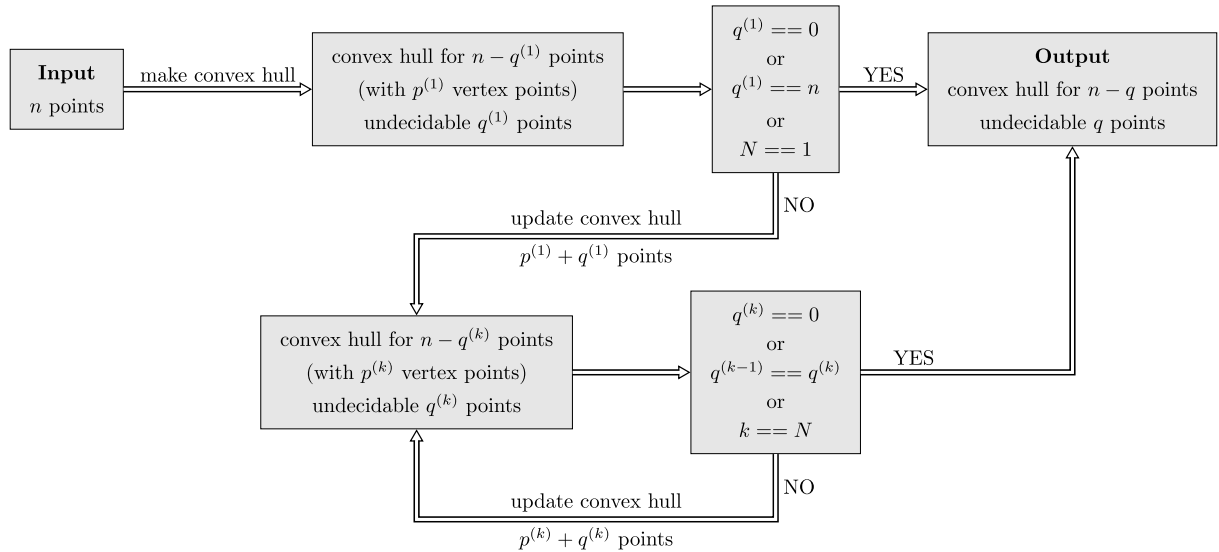 Input
n points
make convex hull
convex hull for n − q^(1) points
(with p^(1) vertex points)
undecidable q^(1) points
q^(1) == 0
or
q^(1) == n
or
N == 1
YES
Output
convex hull for n − q points
undecidable q points
NO
update convex hull
p^(1) + q^(1) points
convex hull for n − q^(k) points
(with p^(k) vertex points)
undecidable q^(k) points
q^(k) == 0
or
q^(k−1) == q^(k)
or
k == N
YES
NO
update convex hull
p^(k) + q^(k) points